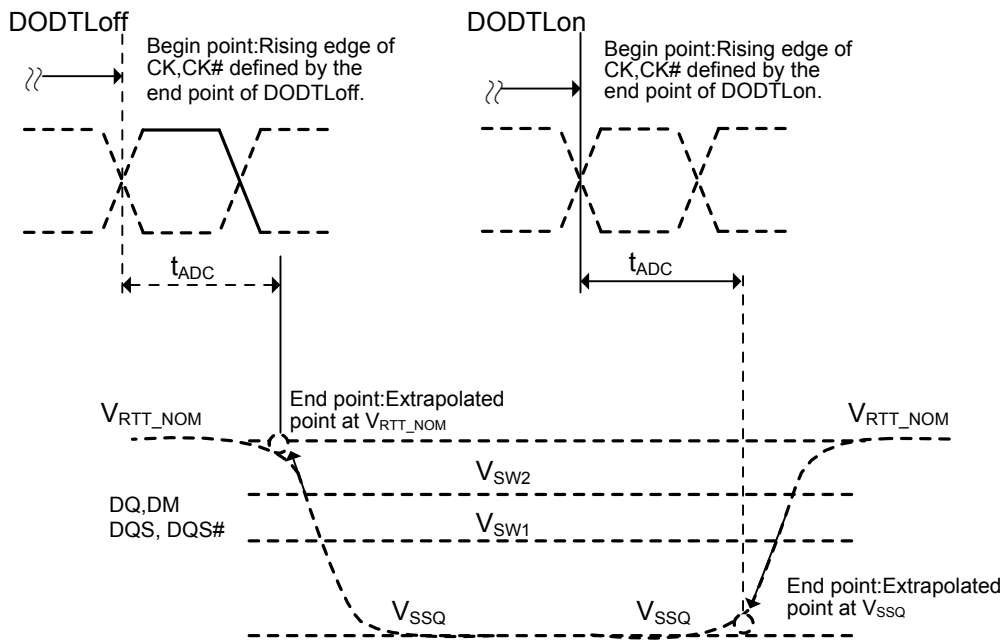 DODTLoff
Begin point:Rising edge of
CK,CK# defined by the
end point of DODTLoff.
DODTLon
Begin point:Rising edge of
CK,CK# defined by the
end point of DODTLon.
tADC
tADC
VRTT_NOM
End point:Extrapolated
point at VRTT_NOM
VRTT_NOM
VSW2
DQ,DM
DQS, DQS#
VSW1
VSSQ
VSSQ
End point:Extrapolated
point at VSSQ